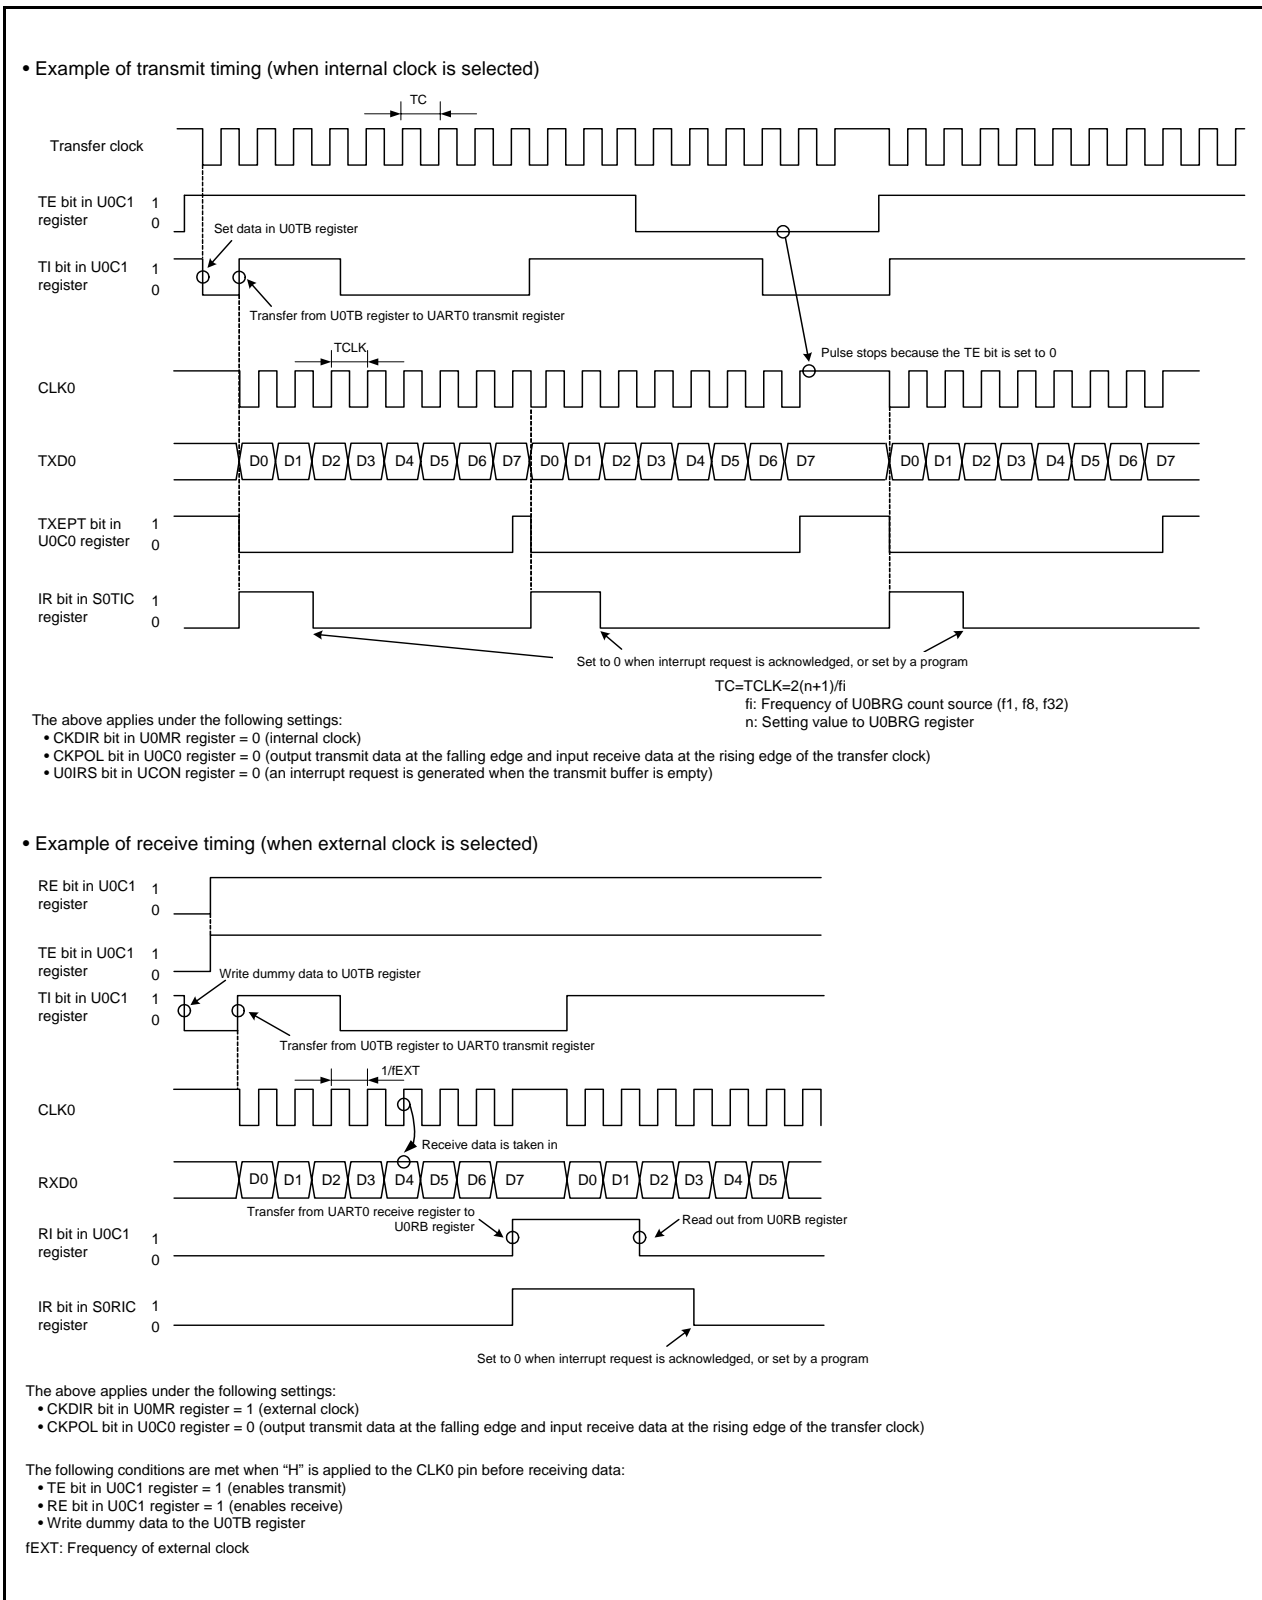 • Example of transmit timing (when internal clock is selected)
TC
Transfer clock
TE bit in U0C1
register
1
0
Set data in U0TB register
TI bit in U0C1
register
1
0
Transfer from U0TB register to UART0 transmit register
TCLK
Pulse stops because the TE bit is set to 0
CLK0
TXD0
D0 D1 D2 D3 D4 D5 D6 D7 D0 D1 D2 D3 D4 D5 D6 D7 D0 D1 D2 D3 D4 D5 D6 D7
TXEPT bit in
U0C0 register
1
0
IR bit in S0TIC
register
1
0
Set to 0 when interrupt request is acknowledged, or set by a program
TC=TCLK=2(n+1)/fi
fi: Frequency of U0BRG count source (f1, f8, f32)
n: Setting value to U0BRG register
The above applies under the following settings:
• CKDIR bit in U0MR register = 0 (internal clock)
• CKPOL bit in U0C0 register = 0 (output transmit data at the falling edge and input receive data at the rising edge of the transfer clock)
• U0IRS bit in UCON register = 0 (an interrupt request is generated when the transmit buffer is empty)
• Example of receive timing (when external clock is selected)
RE bit in U0C1
register
1
0
TE bit in U0C1
register
1
0
Write dummy data to U0TB register
TI bit in U0C1
register
1
0
Transfer from U0TB register to UART0 transmit register
1/fEXT
CLK0
Receive data is taken in
RXD0
D0 D1 D2 D3 D4 D5 D6 D7 D0 D1 D2 D3 D4 D5
Transfer from UART0 receive register to
U0RB register
Read out from U0RB register
RI bit in U0C1
register
1
0
IR bit in S0RIC
register
1
0
Set to 0 when interrupt request is acknowledged, or set by a program
The above applies under the following settings:
• CKDIR bit in U0MR register = 1 (external clock)
• CKPOL bit in U0C0 register = 0 (output transmit data at the falling edge and input receive data at the rising edge of the transfer clock)
The following conditions are met when “H” is applied to the CLK0 pin before receiving data:
• TE bit in U0C1 register = 1 (enables transmit)
• RE bit in U0C1 register = 1 (enables receive)
• Write dummy data to the U0TB register
fEXT: Frequency of external clock